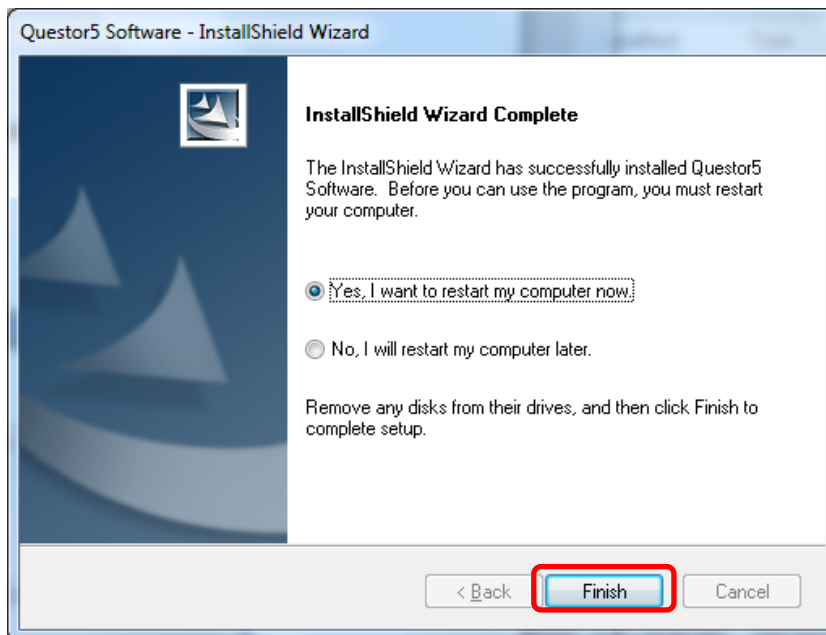 Questor5 Software - InstallShield Wizard
InstallShield Wizard Complete
The InstallShield Wizard has successfully installed Questor5
Software. Before you can use the program, you must restart
your computer.
Yes, I want to restart my computer now.
No, I will restart my computer later.
Remove any disks from their drives, and then click Finish to
complete setup.
< Back Finish Cancel